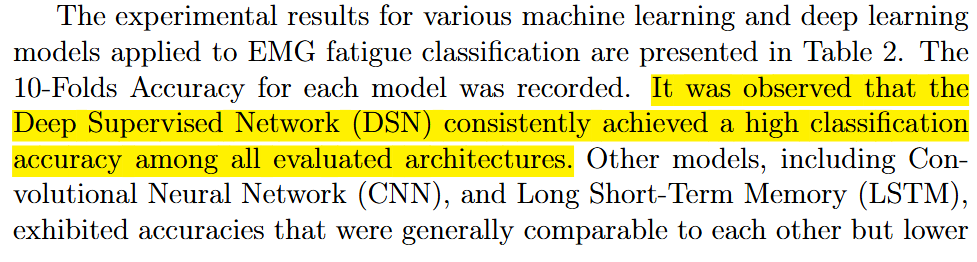 The experimental results for various machine learning and deep learning
models applied to EMG fatigue classification are presented in Table 2. The
10-Folds Accuracy for each model was recorded. It was observed that the
Deep Supervised Network (DSN) consistently achieved a high classification
accuracy among all evaluated architectures. Other models, including Con-
volutional Neural Network (CNN), and Long Short-Term Memory (LSTM),
exhibited accuracies that were generally comparable to each other but lower